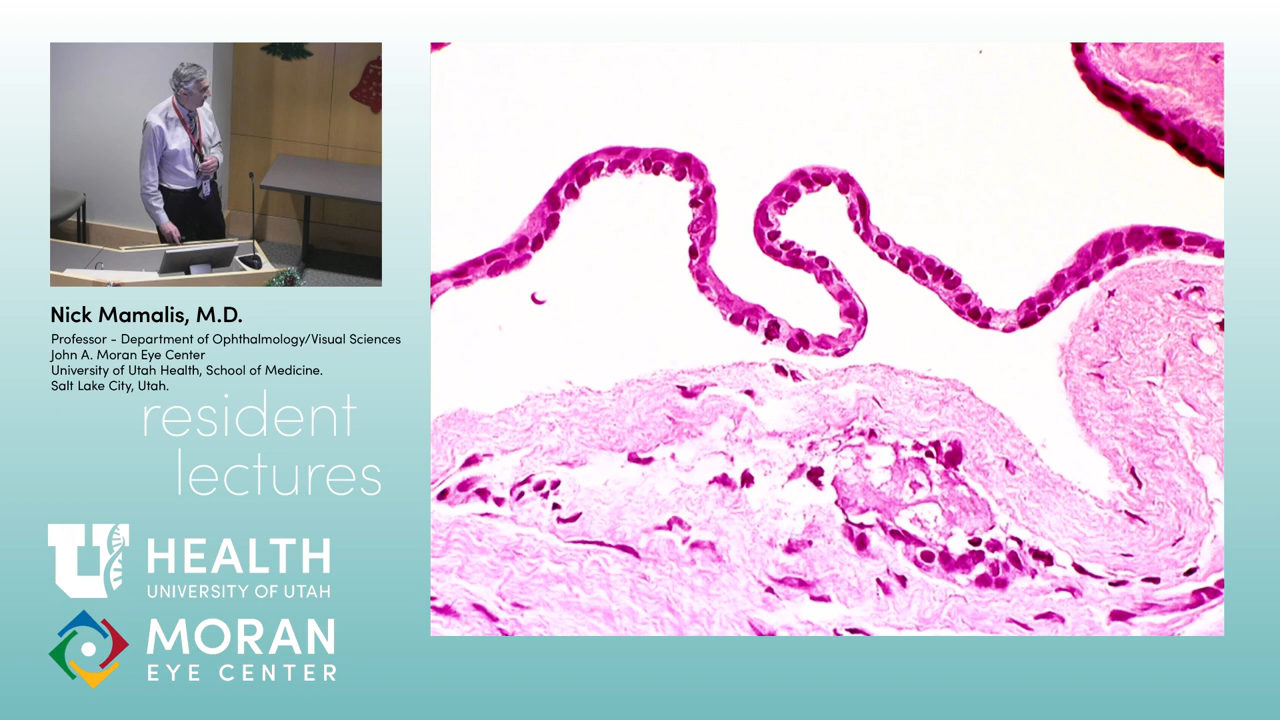 Nick Mamalis, M.D.
Professor - Department of Ophthalmology/Visual Sciences
John A. Moran Eye Center
University of Utah Health, School of Medicine.
Salt Lake City, Utah.
resident
lectures
U HEALTH
UNIVERSITY OF UTAH
MORAN
EYE CENTER